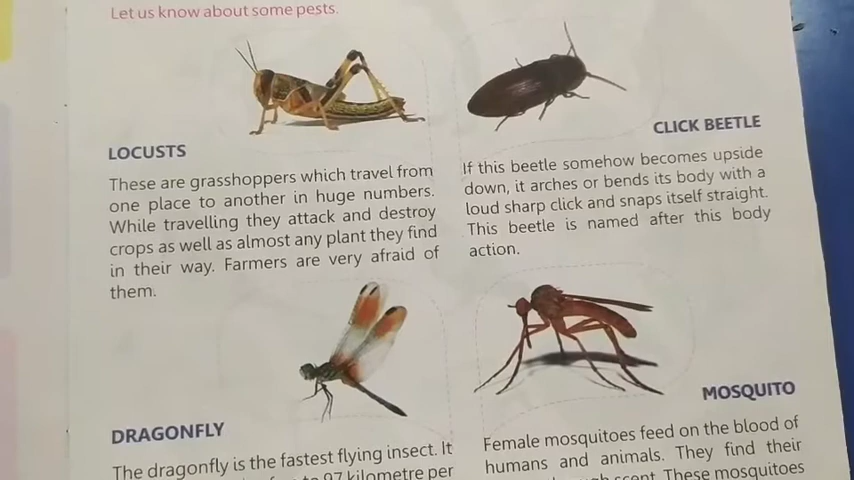 Let us know about some pests.
LOCUSTS
These are grasshoppers which travel from
one place to another in huge numbers.
While travelling they attack and destroy
crops as well as almost any plant they find
in their way. Farmers are very afraid of
them.
CLICK BEETLE
If this beetle somehow becomes upside
down, it arches or bends its body with a
loud sharp click and snaps itself straight.
This beetle is named after this body
action.
DRAGONFLY
The dragonfly is the fastest flying insect. It
to 97 kilometre per
MOSQUITO
Female mosquitoes feed on the blood of
humans and animals. They find their
scent. These mosquitoes